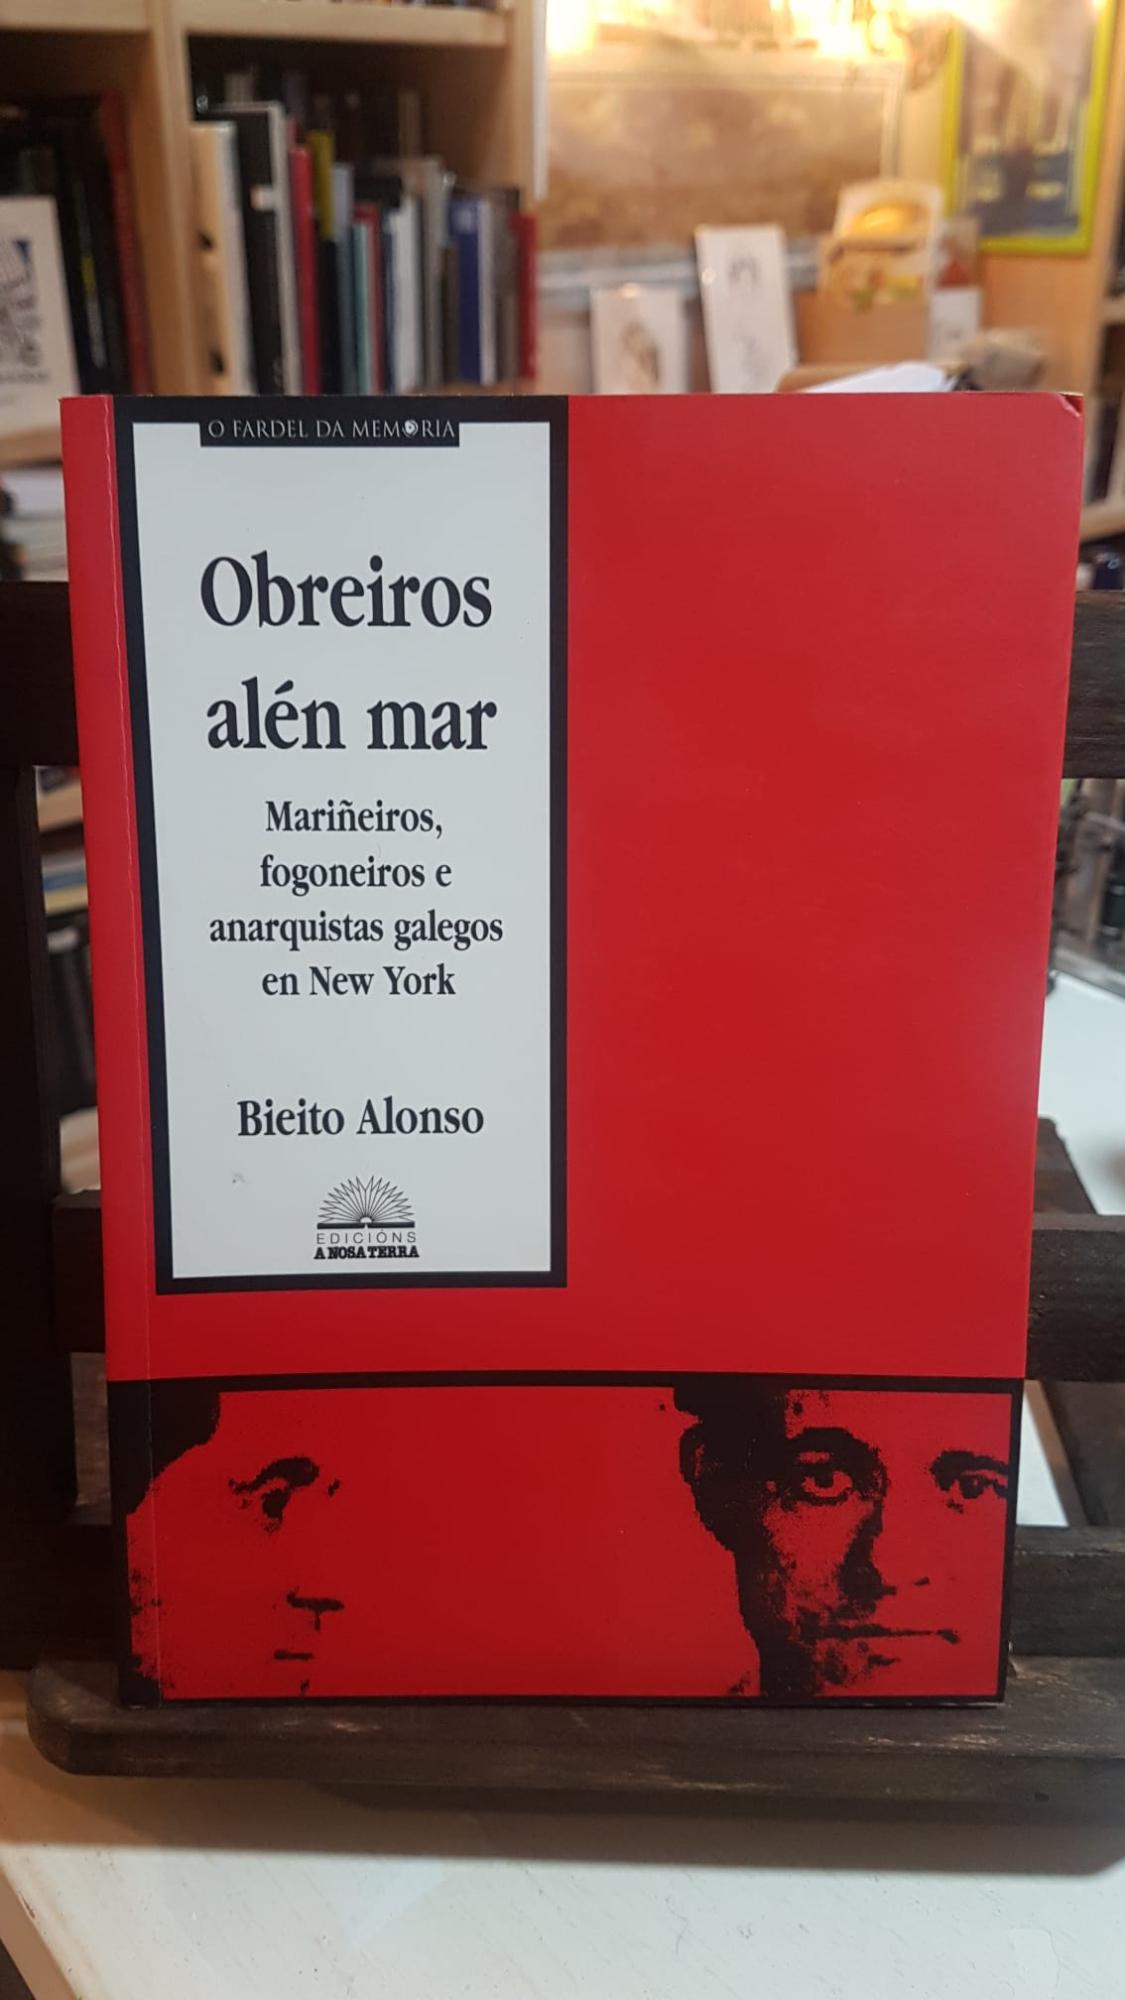 O FARDEL DA MEMORIA
Obreiros
alén mar
Mariñeiros,
fogoneiros e
anarquistas galegos
en New York
Bieito Alonso
EDICIÓNS
A NOSA TERRA